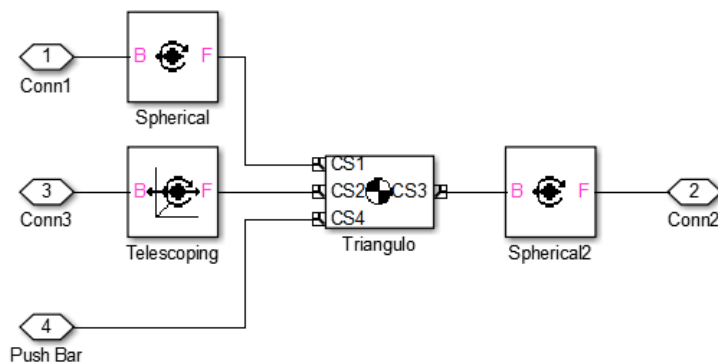 1
B F
Conn1
Spherical
CS1
3
B F
CS2 CS3
B F
2
CS4
Conn3
Telescoping
Triangulo
Spherical2
Conn2
4
Push Bar